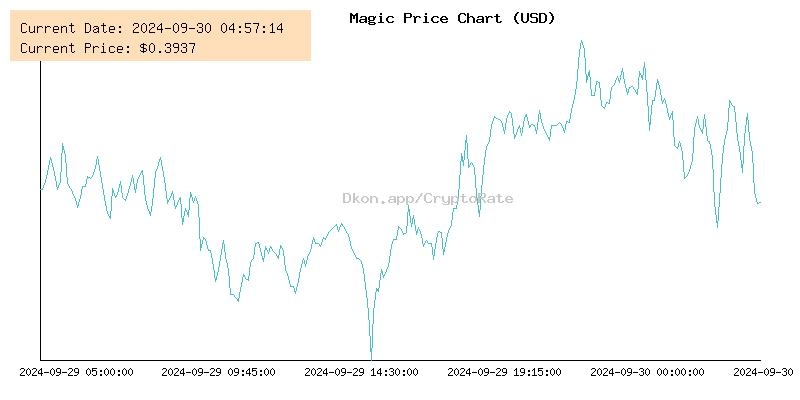 Magic Price Chart (USD)
Current Date: 2024-09-30 04:57:14
Current Price: $0.3937
Dkon.app/CryptoRate
2024-09-29 05:00:00 2024-09-29 09:45:00 2024-09-29 14:30:00 2024-09-29 19:15:00 2024-09-30 00:00:00 2024-09-30